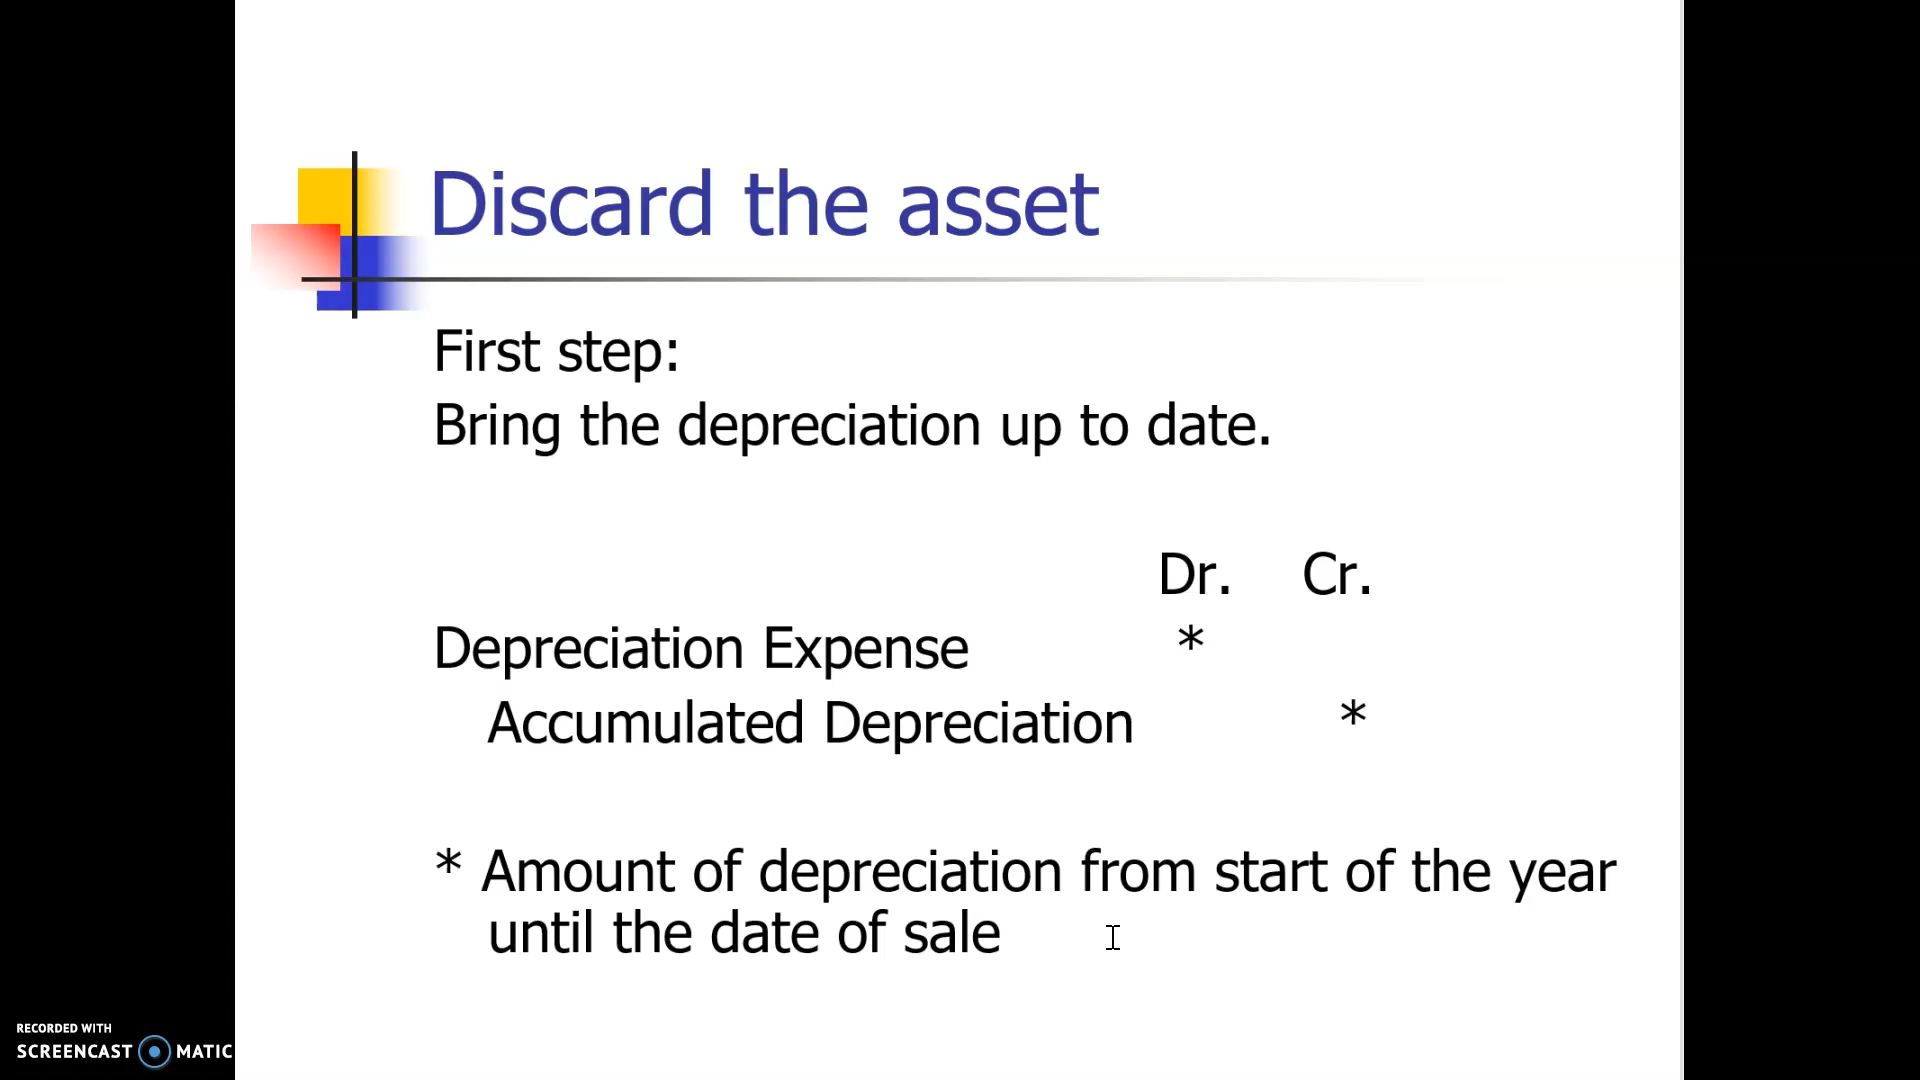 Discard the asset
First step:
Bring the depreciation up to date.
Dr. Cr.
Depreciation Expense *
Accumulated Depreciation *
* Amount of depreciation from start of the year
until the date of sale
RECORDED WITH
SCREENCAST MATIC